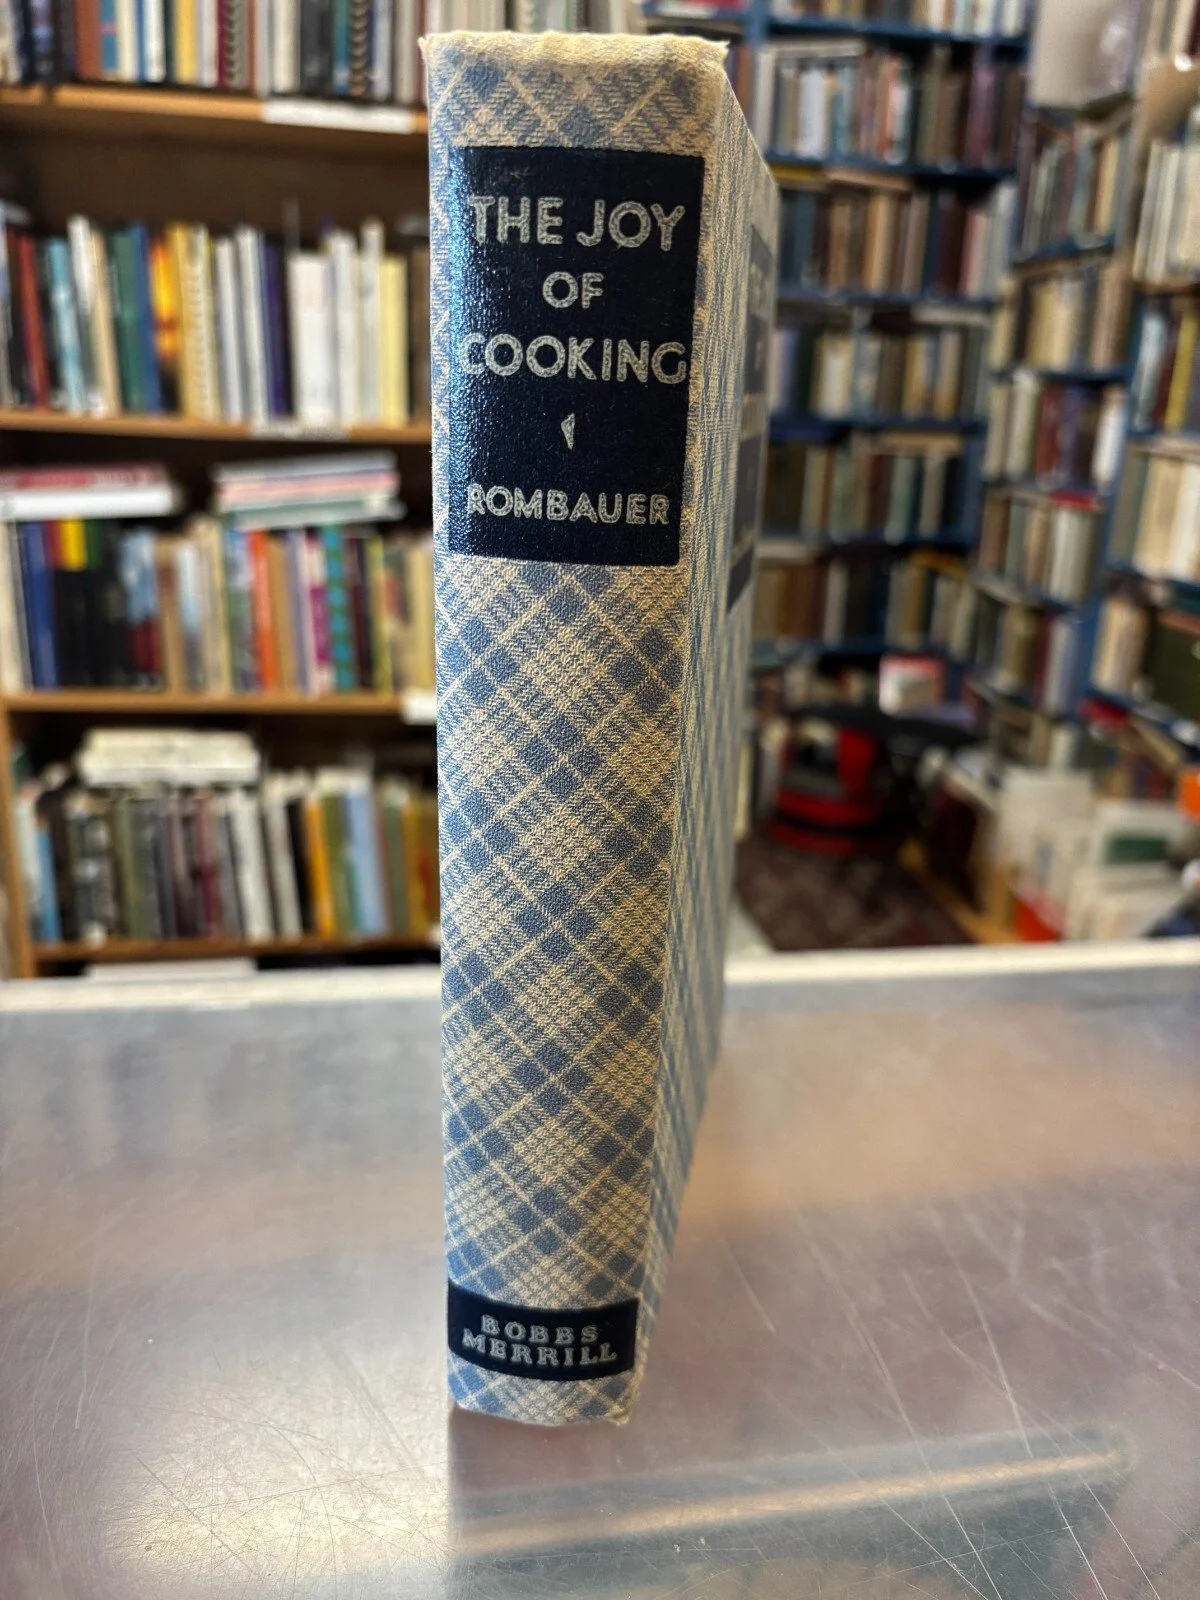 THE JOY
OF
COOKING
ROMBAUER
BOBBS
MERRILL